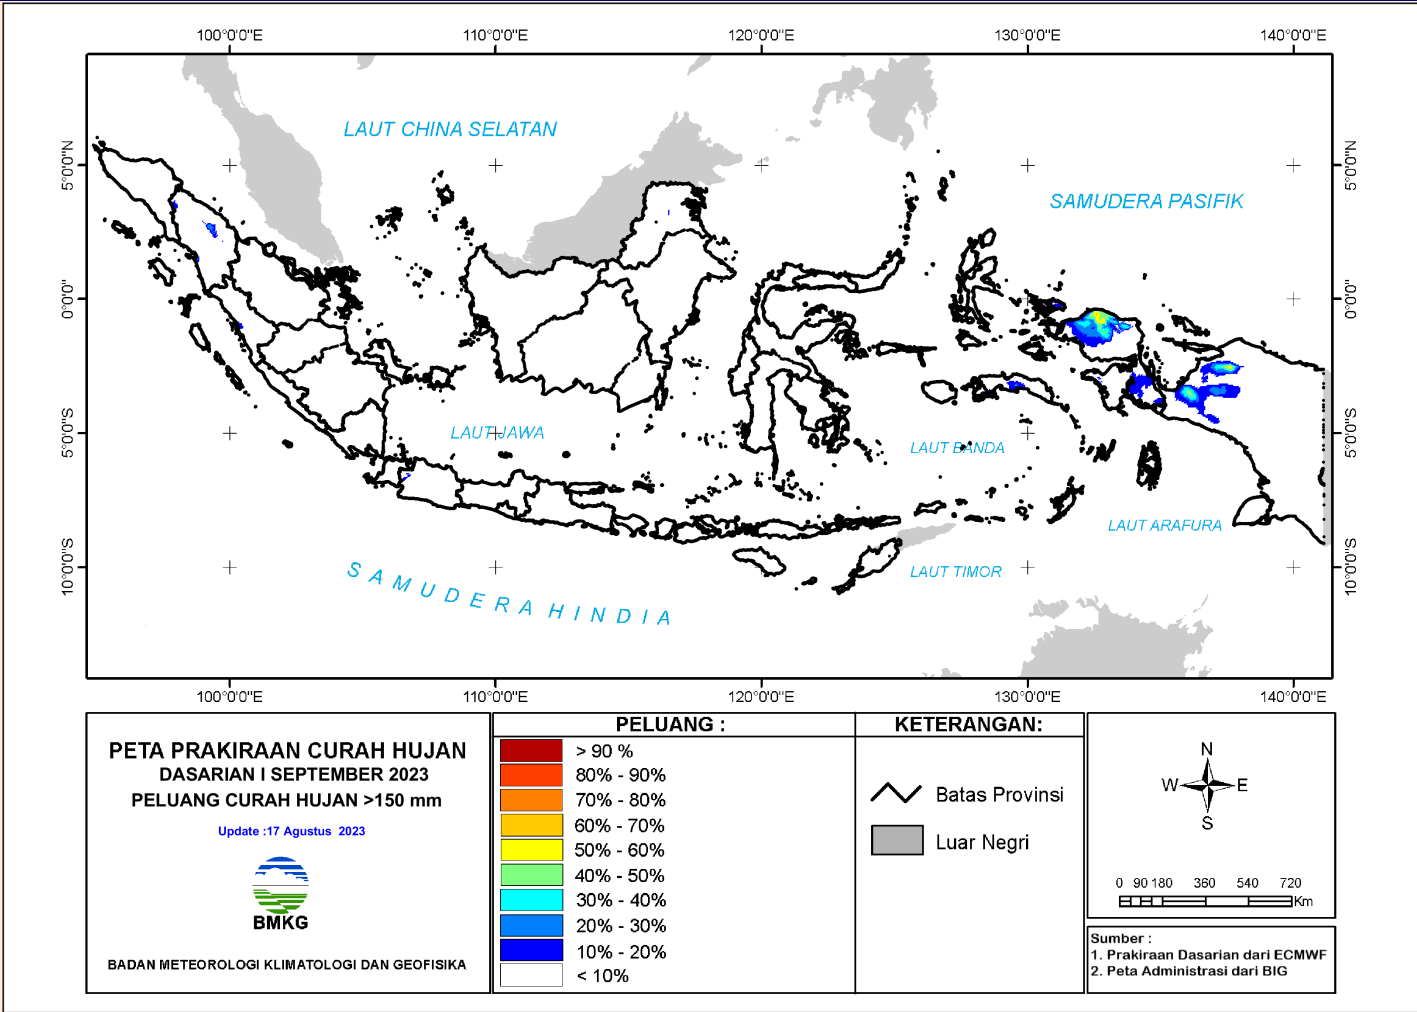 100°0'0"E 110°0'0"E 120°0'0"E 130°0'0"E 140°0'0"E
LAUT CHINA SELATAN
5°0'0"N 5°0'0"N
SAMUDERA PASIFIK
0°0'0" 0°0'0"
5°0'0"S 5°0'0"S
LAUT JAWA
LAUT BANDA
LAUT ARAFURA
10°0'0"S 10°0'0"S
LAUT TIMOR
SAMUDERA HINDIA
100°0'0"E 110°0'0"E 120°0'0"E 130°0'0"E 140°0'0"E
PETA PRAKIRAAN CURAH HUJAN
DASARIAN I SEPTEMBER 2023
PELUANG CURAH HUJAN >150 mm
Update :17 Agustus 2023
BMKG
BADAN METEOROLOGI KLIMATOLOGI DAN GEOFISIKA
PELUANG :
> 90 %
80% - 90%
70% - 80%
60% - 70%
50% - 60%
40% - 50%
30% - 40%
20% - 30%
10% - 20%
< 10%
KETERANGAN:
Batas Provinsi
Luar Negri
N
W E
S
0 90 180 360 540 720
Km
Sumber :
1. Prakiraan Dasarian dari ECMWF
2. Peta Administrasi dari BIG